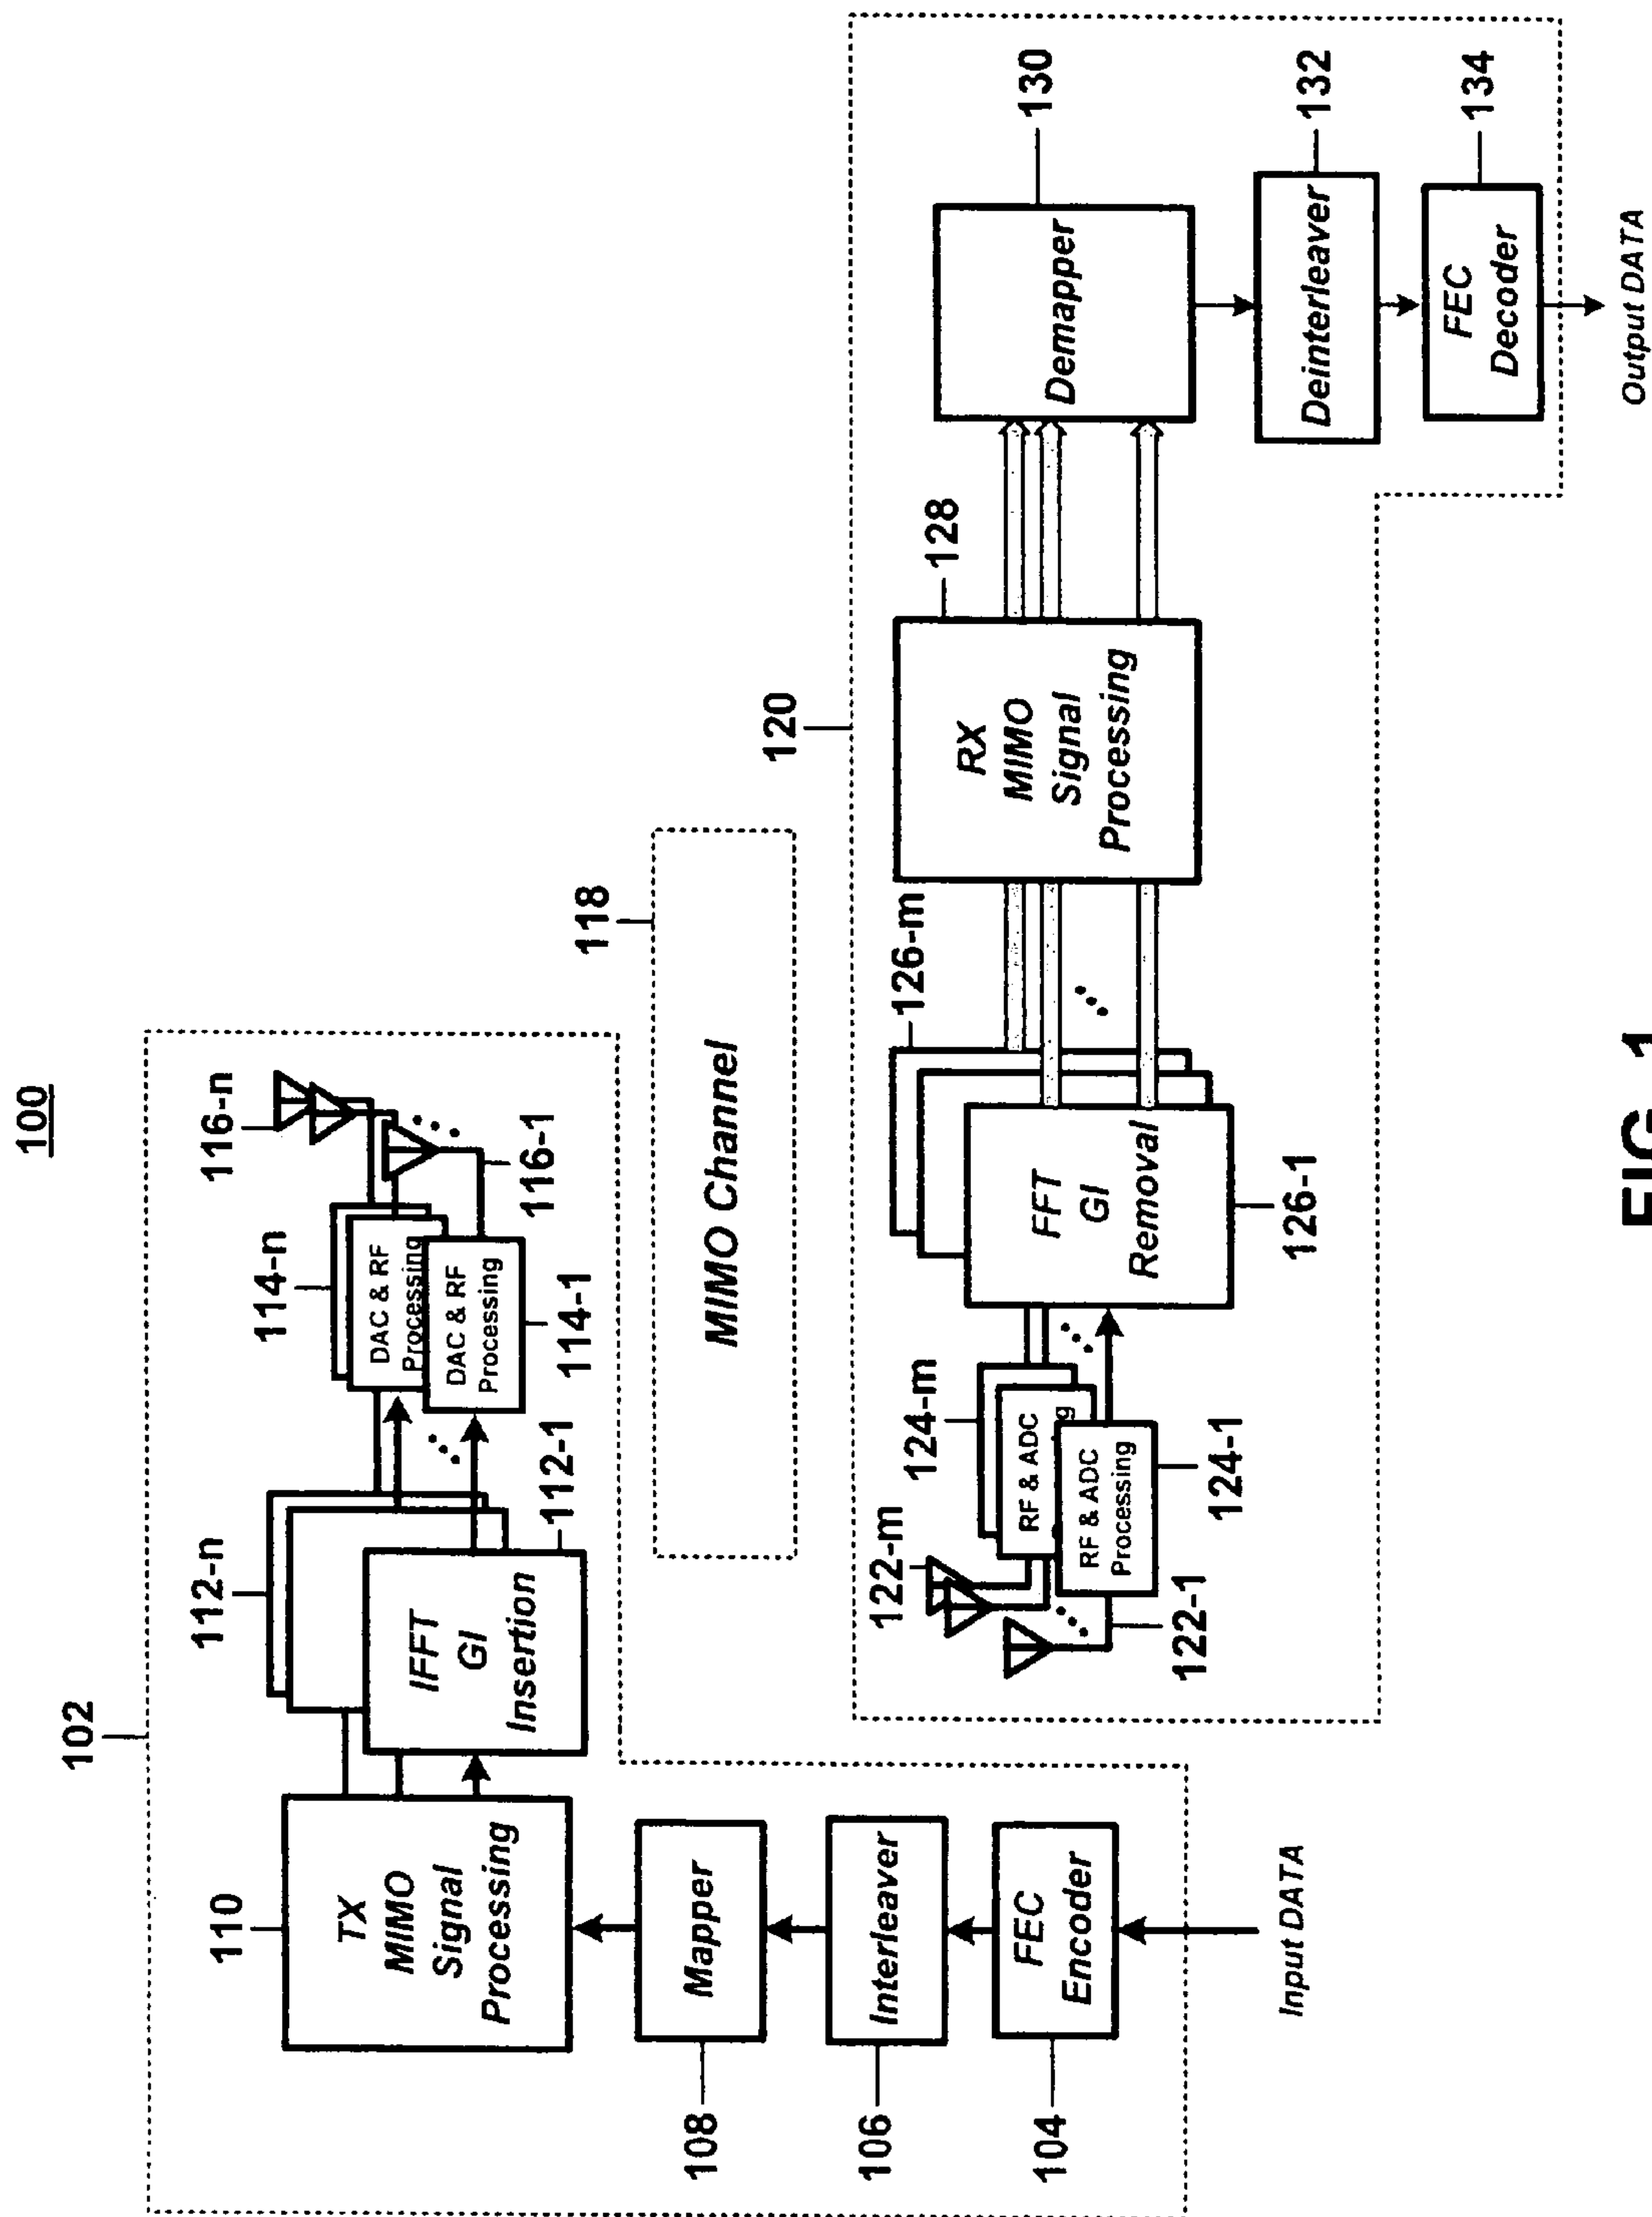 100
102
110
TX
MIMO
Signal
Processing
112-n
IFFT
GI
Insertion
112-1
114-n
DAC & RF
Processing
DAC & RF
Processing
114-1
116-n
116-1
108
Mapper
106
Interleaver
104
FEC
Encoder
Input DATA
118
MIMO Channel
120
122-m
122-1
124-m
RF & ADC
g
RF & ADC
Processing
124-1
126-m
FFT
GI
Removal
126-1
128
RX
MIMO
Signal
Processing
130
Demapper
132
Deinterleaver
134
FEC
Decoder
Output DATA
FIG. 1